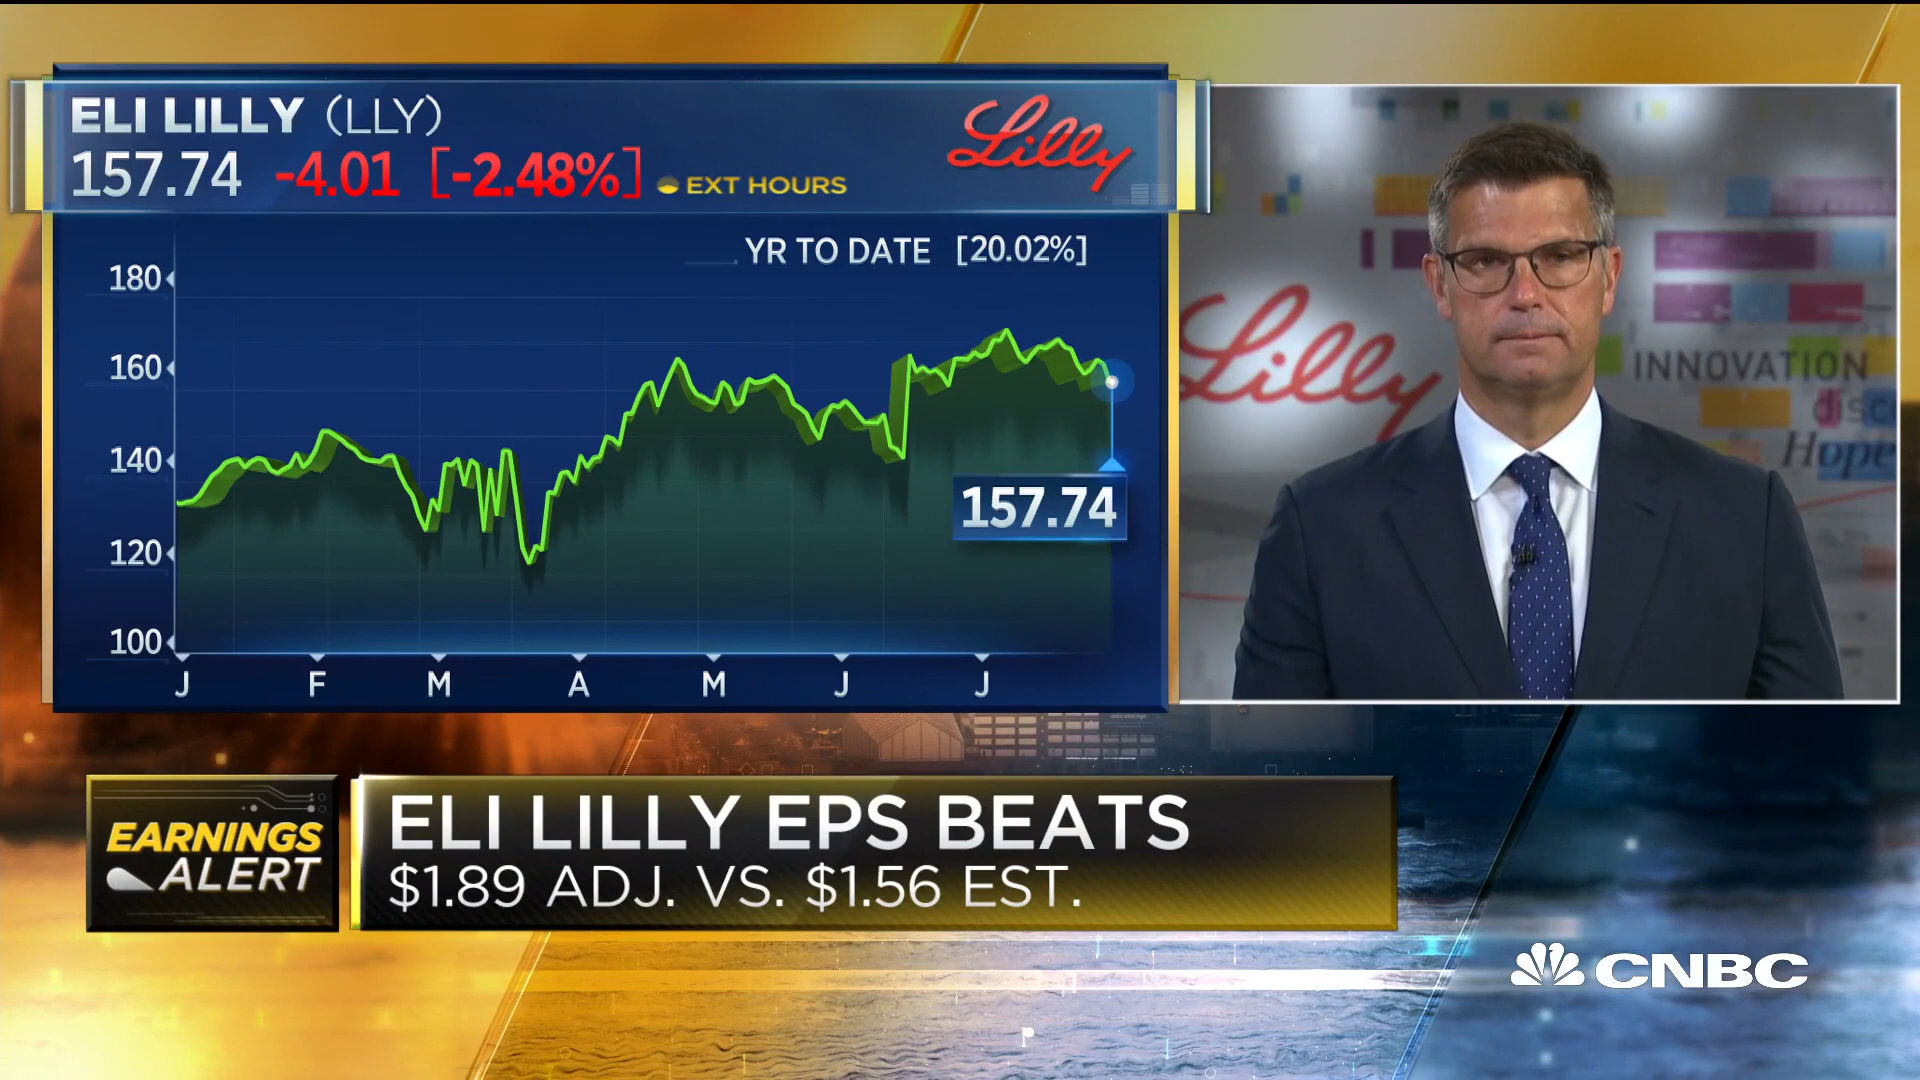 ELI LILLY (LLY)
157.74 -4.01 [-2.48%] EXT HOURS
Lilly
YR TO DATE [20.02%]
180
160
140
120
100
157.74
J F M A M J J
Lilly
INNOVATION
disc
Hope
EARNINGS
ALERT
ELI LILLY EPS BEATS
$1.89 ADJ. VS. $1.56 EST.
CNBC